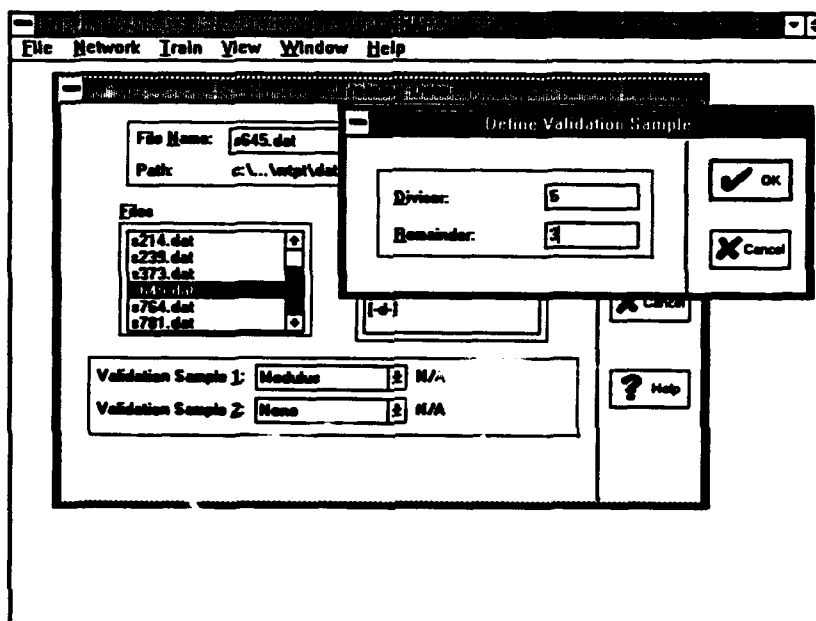 File Network Train View Window Help
Define Validation Sample
File Name: s645.dat
Path: c:\...\mtpt\dat
Divisor: 5
Remainder: 3
OK
Cancel
Files
s214.dat
s239.dat
s373.dat
s645.dat
s764.dat
s781.dat
[-d-]
Cancel
Validation Sample 1: Modulus N/A
Validation Sample 2: None N/A
Help